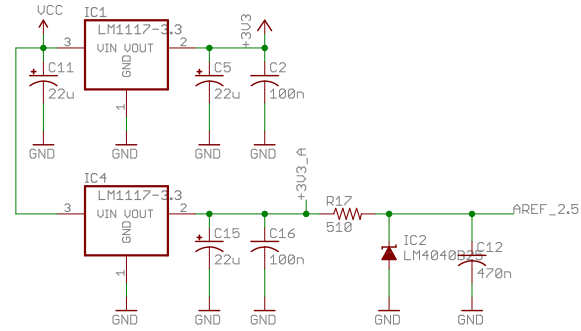 VCC
IC1
LM1117-3.3
3
VIN VOUT
2
GND
1
+3V3
C11
22u
C5
22u
C2
100n
GND
GND
GND
GND
IC4
LM1117-3.3
3
VIN VOUT
2
GND
1
+3V3_A
R17
510
AREF_2.5
C15
22u
C16
100n
IC2
LM4040B25
C12
470n
GND
GND
GND
GND
GND